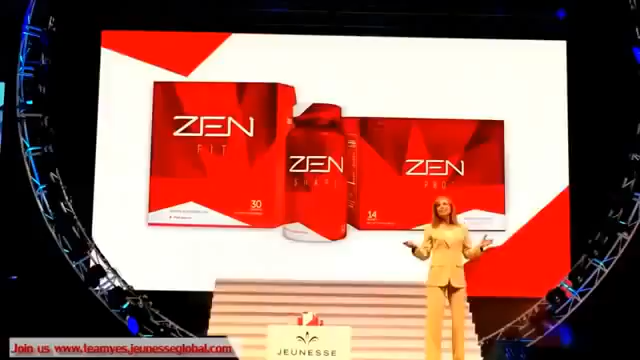 ZEN
FIT
30
ZEN
SHAPE
ZEN
PRO
14
JEUNESSE
Join us www.teamyes.jeunesseglobal.com